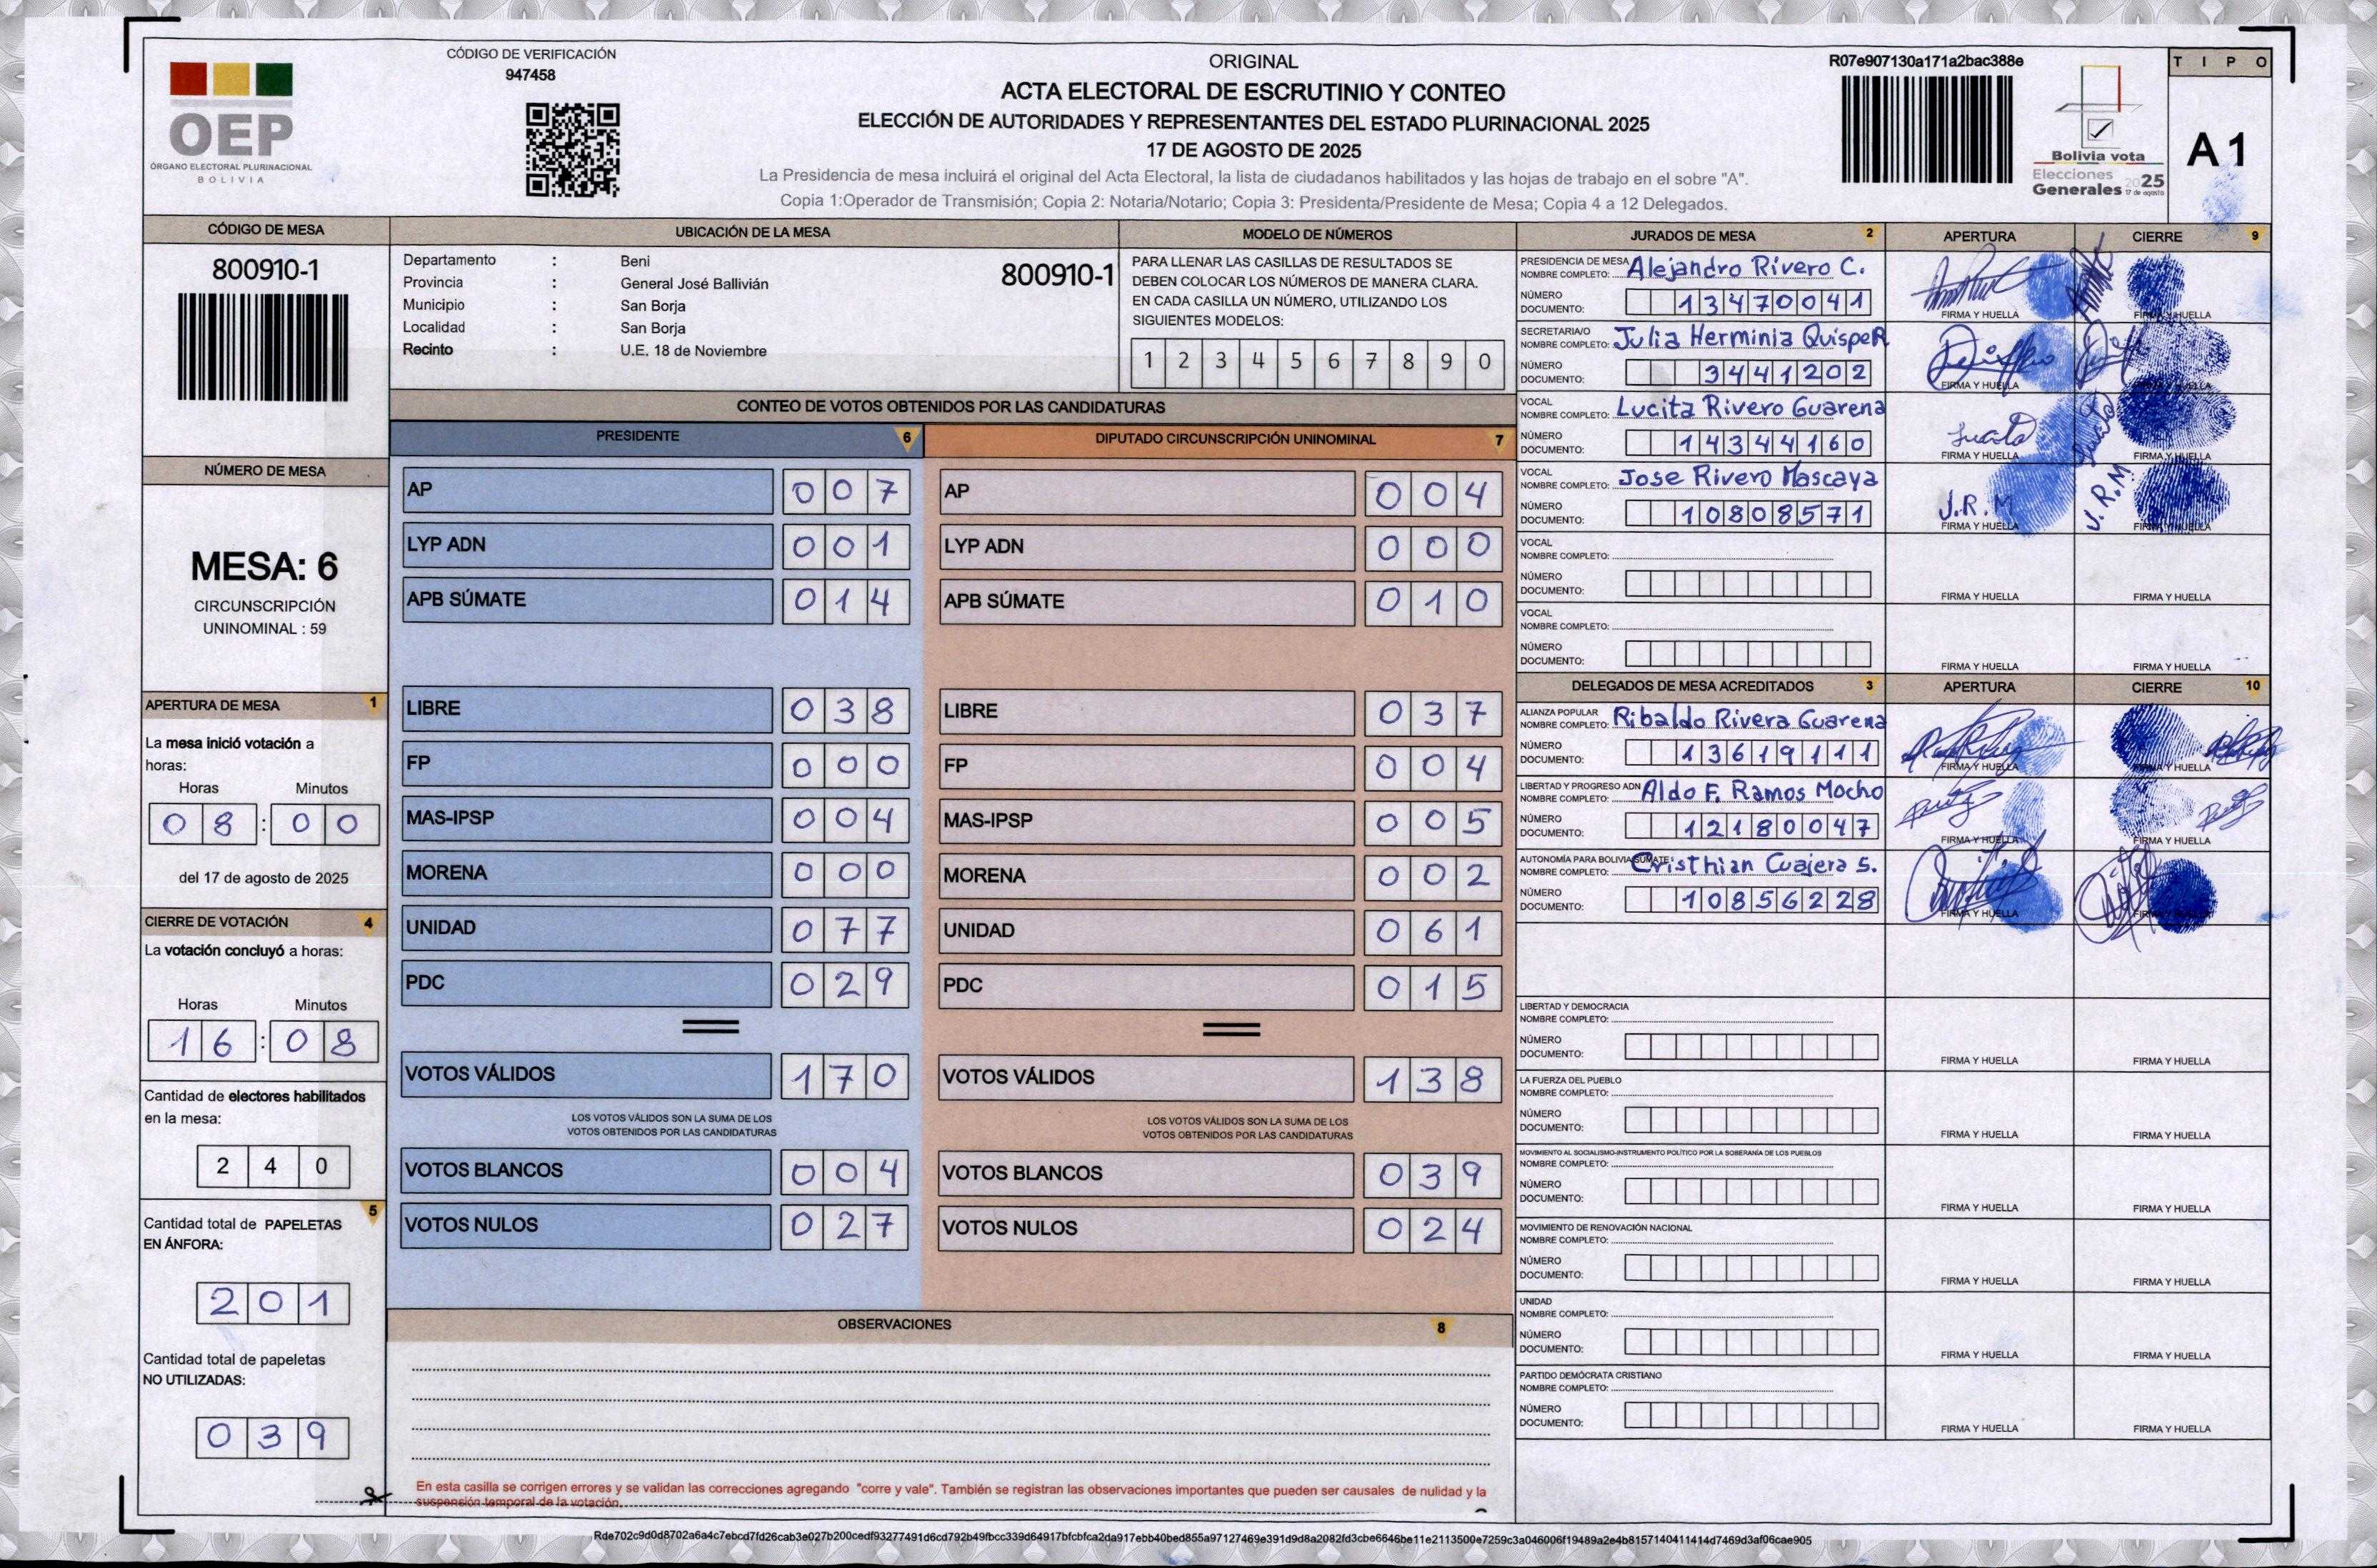 CÓDIGO DE VERIFICACIÓN
947458
OEP
ÓRGANO ELECTORAL PLURINACIONAL
BOLIVIA
ORIGINAL
ACTA ELECTORAL DE ESCRUTINIO Y CONTEO
ELECCIÓN DE AUTORIDADES Y REPRESENTANTES DEL ESTADO PLURINACIONAL 2025
17 DE AGOSTO DE 2025
La Presidencia de mesa incluirá el original del Acta Electoral, la lista de ciudadanos habilitados y las hojas de trabajo en el sobre "A".
Copia 1:Operador de Transmisión; Copia 2: Notaria/Notario; Copia 3: Presidenta/Presidente de Mesa; Copia 4 a 12 Delegados.
R07e907130a171a2bac388e
Bolivia vota
Elecciones
Generales 2025
17 de agosto
TIPO
A1
CÓDIGO DE MESA
800910-1
UBICACIÓN DE LA MESA
Departamento : Beni
Provincia : General José Ballivián
Municipio : San Borja
Localidad : San Borja
Recinto : U.E. 18 de Noviembre
800910-1
MODELO DE NÚMEROS
PARA LLENAR LAS CASILLAS DE RESULTADOS SE
DEBEN COLOCAR LOS NÚMEROS DE MANERA CLARA.
EN CADA CASILLA UN NÚMERO, UTILIZANDO LOS
SIGUIENTES MODELOS:
1 2 3 4 5 6 7 8 9 0
NÚMERO DE MESA
MESA: 6
CIRCUNSCRIPCIÓN
UNINOMINAL : 59
APERTURA DE MESA 1
La mesa inició votación a
horas:
Horas Minutos
08 : 00
del 17 de agosto de 2025
CIERRE DE VOTACIÓN 4
La votación concluyó a horas:
Horas Minutos
16 : 08
Cantidad de electores habilitados
en la mesa:
240
5
Cantidad total de PAPELETAS
EN ÁNFORA:
201
Cantidad total de papeletas
NO UTILIZADAS:
039
CONTEO DE VOTOS OBTENIDOS POR LAS CANDIDATURAS
PRESIDENTE 6
AP 007
LYP ADN 001
APB SÚMATE 014
LIBRE 038
FP 000
MAS-IPSP 004
MORENA 000
UNIDAD 077
PDC 029
VOTOS VÁLIDOS 170
LOS VOTOS VÁLIDOS SON LA SUMA DE LOS
VOTOS OBTENIDOS POR LAS CANDIDATURAS
VOTOS BLANCOS 004
VOTOS NULOS 027
DIPUTADO CIRCUNSCRIPCIÓN UNINOMINAL 7
AP 004
LYP ADN 000
APB SÚMATE 010
LIBRE 037
FP 004
MAS-IPSP 005
MORENA 002
UNIDAD 061
PDC 015
VOTOS VÁLIDOS 138
LOS VOTOS VÁLIDOS SON LA SUMA DE LOS
VOTOS OBTENIDOS POR LAS CANDIDATURAS
VOTOS BLANCOS 039
VOTOS NULOS 024
OBSERVACIONES 8
En esta casilla se corrigen errores y se validan las correcciones agregando "corre y vale". También se registran las observaciones importantes que pueden ser causales de nulidad y la
suspensión temporal de la votación.
JURADOS DE MESA 2 APERTURA CIERRE 9
PRESIDENCIA DE MESA
NOMBRE COMPLETO: Alejandro Rivero C.
NÚMERO
DOCUMENTO: 13470041
FIRMA Y HUELLA FIRMA Y HUELLA
SECRETARIA/O
NOMBRE COMPLETO: Julia Herminia Quispe R
NÚMERO
DOCUMENTO: 3441202
FIRMA Y HUELLA FIRMA Y HUELLA
VOCAL
NOMBRE COMPLETO: Lucita Rivero Guarena
NÚMERO
DOCUMENTO: 14344160
Lucita
FIRMA Y HUELLA FIRMA Y HUELLA
VOCAL
NOMBRE COMPLETO: Jose Rivero Mascaya
NÚMERO
DOCUMENTO: 10808571
J.R.M J.R.M
FIRMA Y HUELLA FIRMA Y HUELLA
VOCAL
NOMBRE COMPLETO:
NÚMERO
DOCUMENTO:
FIRMA Y HUELLA FIRMA Y HUELLA
VOCAL
NOMBRE COMPLETO:
NÚMERO
DOCUMENTO:
FIRMA Y HUELLA FIRMA Y HUELLA
DELEGADOS DE MESA ACREDITADOS 3 APERTURA CIERRE 10
ALIANZA POPULAR
NOMBRE COMPLETO: Ribaldo Rivera Guarena
NÚMERO
DOCUMENTO: 13619111
FIRMA Y HUELLA FIRMA Y HUELLA
LIBERTAD Y PROGRESO ADN
NOMBRE COMPLETO: Aldo F. Ramos Mocho
NÚMERO
DOCUMENTO: 12180047
FIRMA Y HUELLA FIRMA Y HUELLA
AUTONOMÍA PARA BOLIVIA SÚMATE
NOMBRE COMPLETO: Cristhian Cuajera S.
NÚMERO
DOCUMENTO: 10856228
FIRMA Y HUELLA FIRMA Y HUELLA
LIBERTAD Y DEMOCRACIA
NOMBRE COMPLETO:
NÚMERO
DOCUMENTO:
FIRMA Y HUELLA FIRMA Y HUELLA
LA FUERZA DEL PUEBLO
NOMBRE COMPLETO:
NÚMERO
DOCUMENTO:
FIRMA Y HUELLA FIRMA Y HUELLA
MOVIMIENTO AL SOCIALISMO-INSTRUMENTO POLÍTICO POR LA SOBERANÍA DE LOS PUEBLOS
NOMBRE COMPLETO:
NÚMERO
DOCUMENTO:
FIRMA Y HUELLA FIRMA Y HUELLA
MOVIMIENTO DE RENOVACIÓN NACIONAL
NOMBRE COMPLETO:
NÚMERO
DOCUMENTO:
FIRMA Y HUELLA FIRMA Y HUELLA
UNIDAD
NOMBRE COMPLETO:
NÚMERO
DOCUMENTO:
FIRMA Y HUELLA FIRMA Y HUELLA
PARTIDO DEMÓCRATA CRISTIANO
NOMBRE COMPLETO:
NÚMERO
DOCUMENTO:
FIRMA Y HUELLA FIRMA Y HUELLA